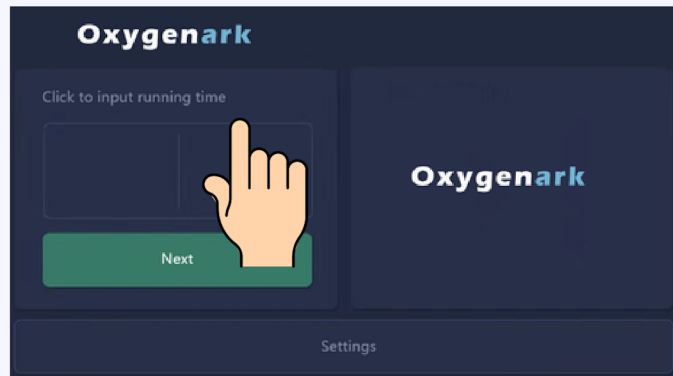 Oxygenark
Click to input running time
Oxygenark
Next
Settings